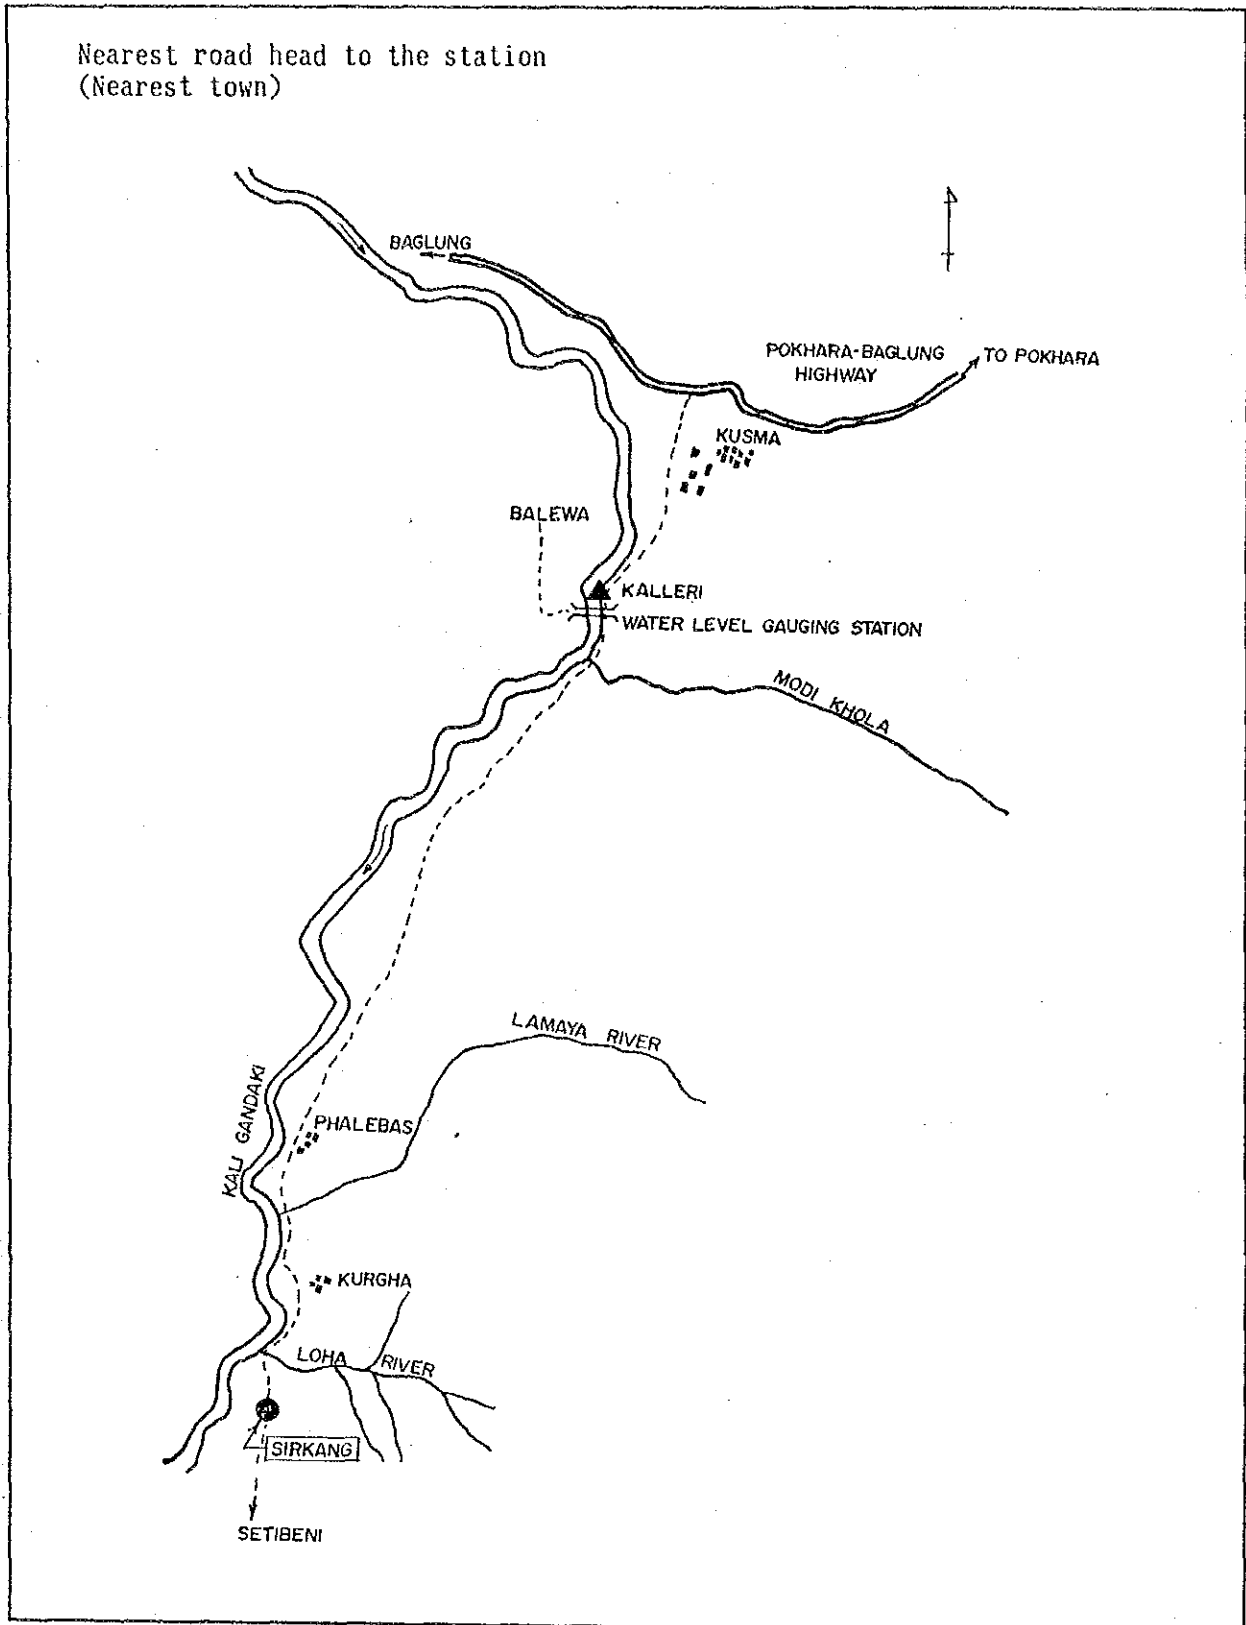 Nearest road head to the station
(Nearest town)
BAGLUNG
POKHARA-BAGLUNG
HIGHWAY
TO POKHARA
KUSMA
BALEWA
KALLERI
WATER LEVEL GAUGING STATION
MODI KHOLA
LAMAYA RIVER
KALI GANDAKI
PHALEBAS
KURGHA
LOHA RIVER
SIRKANG
SETIBENI